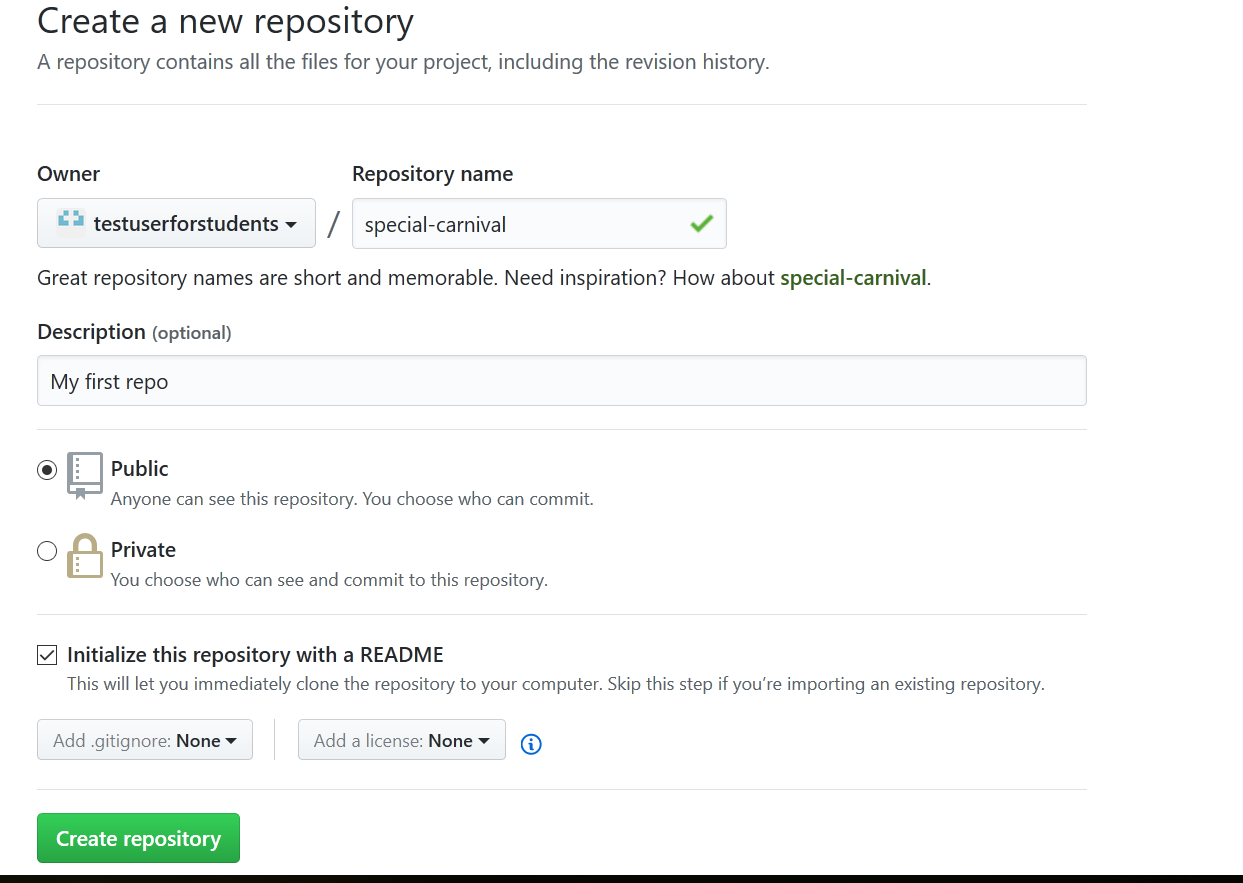 Create a new repository
A repository contains all the files for your project, including the revision history.
Owner
Repository name
testuserforstudents
/
special-carnival
Great repository names are short and memorable. Need inspiration? How about special-carnival.
Description (optional)
My first repo
Public
Anyone can see this repository. You choose who can commit.
Private
You choose who can see and commit to this repository.
Initialize this repository with a README
This will let you immediately clone the repository to your computer. Skip this step if you’re importing an existing repository.
Add .gitignore: None
Add a license: None
Create repository